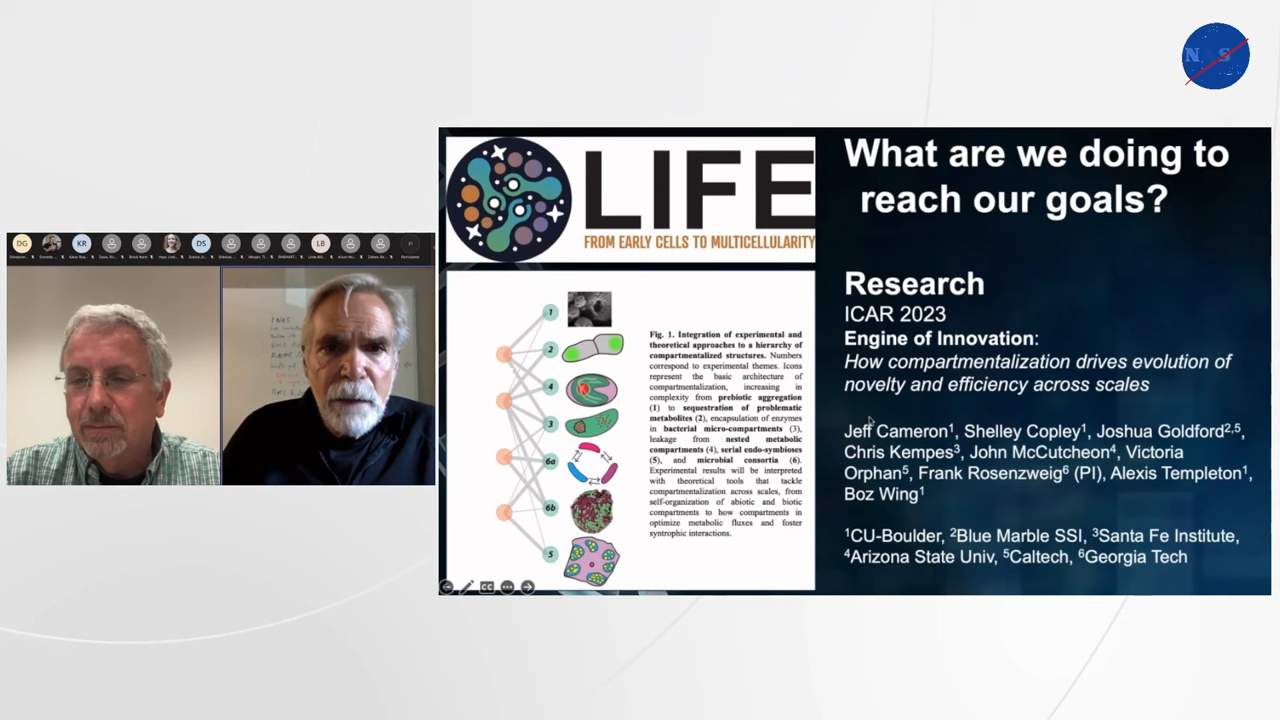 NAS
DG
KR
DS
LB
LIFE
FROM EARLY CELLS TO MULTICELLULARITY
1
2
4
3
6a
6b
5
Fig. 1. Integration of experimental and
theoretical approaches to a hierarchy of
compartmentalized structures. Numbers
correspond to experimental themes. Icons
represent the basic architecture of
compartmentalization, increasing in
complexity from prebiotic aggregation
(1) to sequestration of problematic
metabolites (2), encapsulation of enzymes
in bacterial micro-compartments (3),
leakage from nested metabolic
compartments (4), serial endo-symbioses
(5), and microbial consortia (6).
Experimental results will be interpreted
with theoretical tools that tackle
compartmentalization across scales, from
self-organization of abiotic and biotic
compartments to how compartments in
optimize metabolic fluxes and foster
syntrophic interactions.
CC
What are we doing to
reach our goals?
Research
ICAR 2023
Engine of Innovation:
How compartmentalization drives evolution of
novelty and efficiency across scales
Jeff Cameron¹, Shelley Copley¹, Joshua Goldford²,⁵,
Chris Kempes³, John McCutcheon⁴, Victoria
Orphan⁵, Frank Rosenzweig⁶ (PI), Alexis Templeton¹,
Boz Wing¹
¹CU-Boulder, ²Blue Marble SSI, ³Santa Fe Institute,
⁴Arizona State Univ, ⁵Caltech, ⁶Georgia Tech